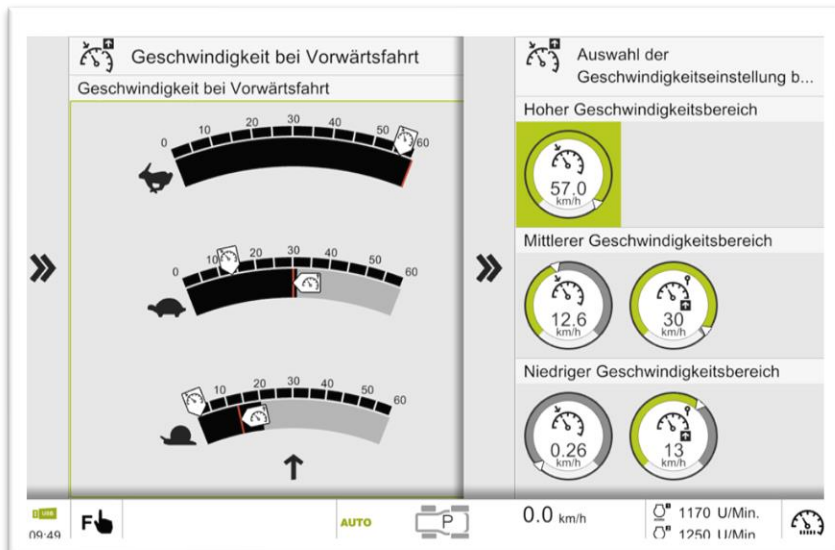 Geschwindigkeit bei Vorwärtsfahrt
Geschwindigkeit bei Vorwärtsfahrt
0 10 20 30 40 50 60
0 10 20 30 40 50 60
10 20 30 40 50 60
Auswahl der
Geschwindigkeitseinstellung b...
Hoher Geschwindigkeitsbereich
57.0
km/h
Mittlerer Geschwindigkeitsbereich
12.6
km/h
30
km/h
Niedriger Geschwindigkeitsbereich
0.26
km/h
13
km/h
USB
09:49
F
AUTO
P
0.0 km/h
1170 U/Min.
1250 U/Min.